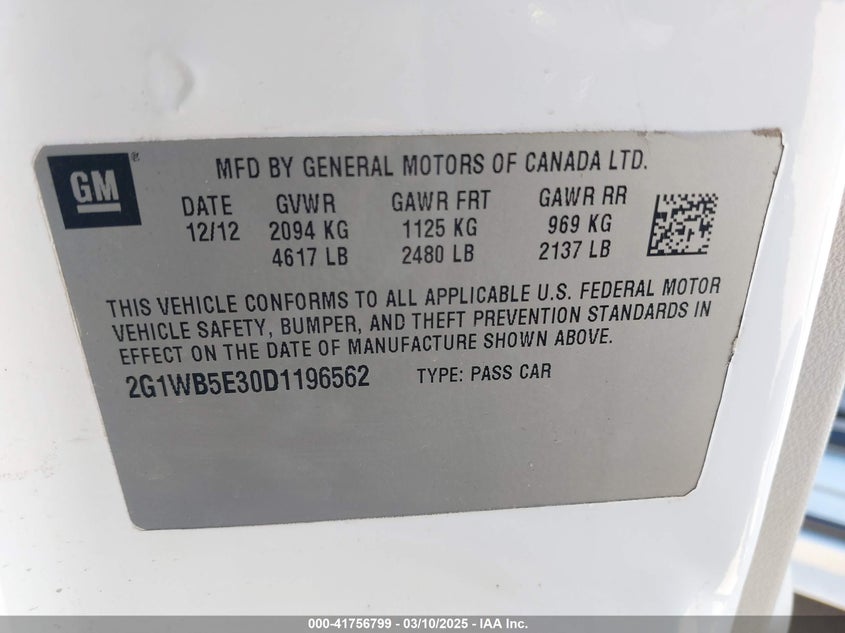 GM®
MFD BY GENERAL MOTORS OF CANADA LTD.
DATE GVWR GAWR FRT GAWR RR
12/12 2094 KG 1125 KG 969 KG
4617 LB 2480 LB 2137 LB
THIS VEHICLE CONFORMS TO ALL APPLICABLE U.S. FEDERAL MOTOR
VEHICLE SAFETY, BUMPER, AND THEFT PREVENTION STANDARDS IN
EFFECT ON THE DATE OF MANUFACTURE SHOWN ABOVE.
2G1WB5E30D1196562 TYPE: PASS CAR
000-41756799 — 03/10/2025 — IAA Inc.